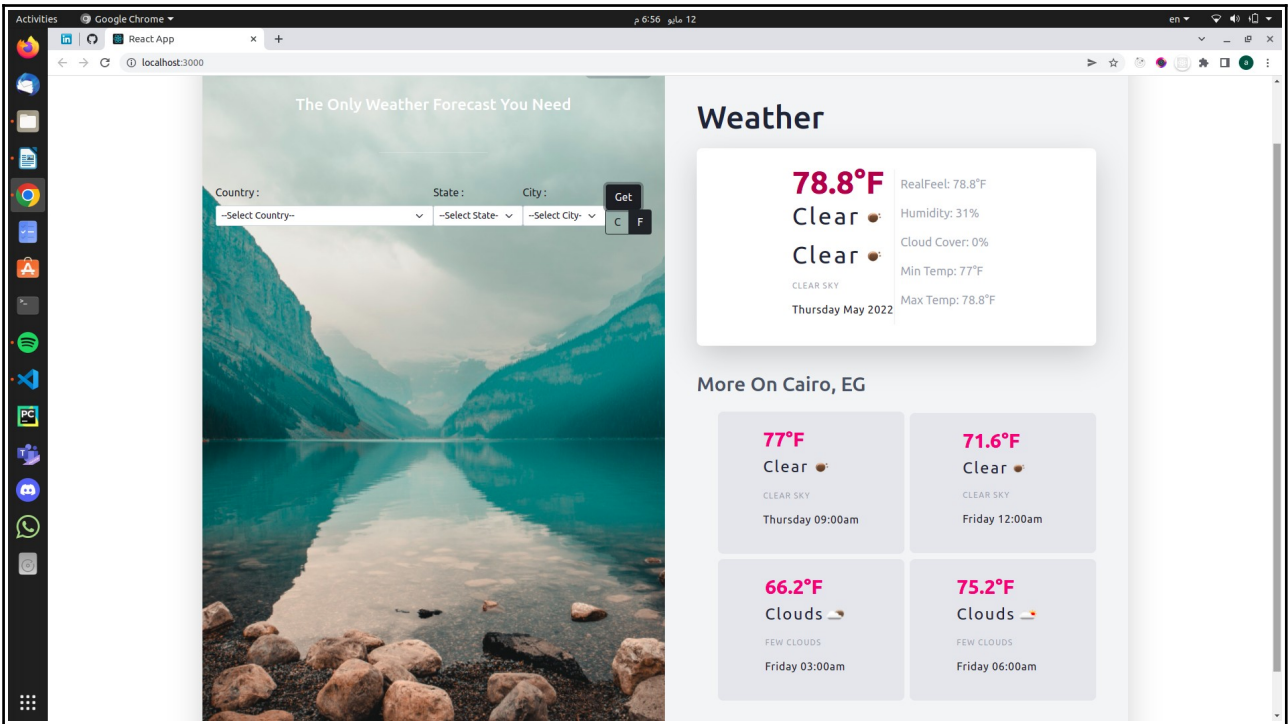 Activities
Google Chrome
12 مايو 6:56 م
en
React App
localhost:3000
a
The Only Weather Forecast You Need
Country :
State :
City :
Get
--Select Country--
--Select State-
--Select City-
C
F
Weather
78.8°F
Clear
Clear
CLEAR SKY
Thursday May 2022
RealFeel: 78.8°F
Humidity: 31%
Cloud Cover: 0%
Min Temp: 77°F
Max Temp: 78.8°F
More On Cairo, EG
77°F
Clear
CLEAR SKY
Thursday 09:00am
71.6°F
Clear
CLEAR SKY
Friday 12:00am
66.2°F
Clouds
FEW CLOUDS
Friday 03:00am
75.2°F
Clouds
FEW CLOUDS
Friday 06:00am